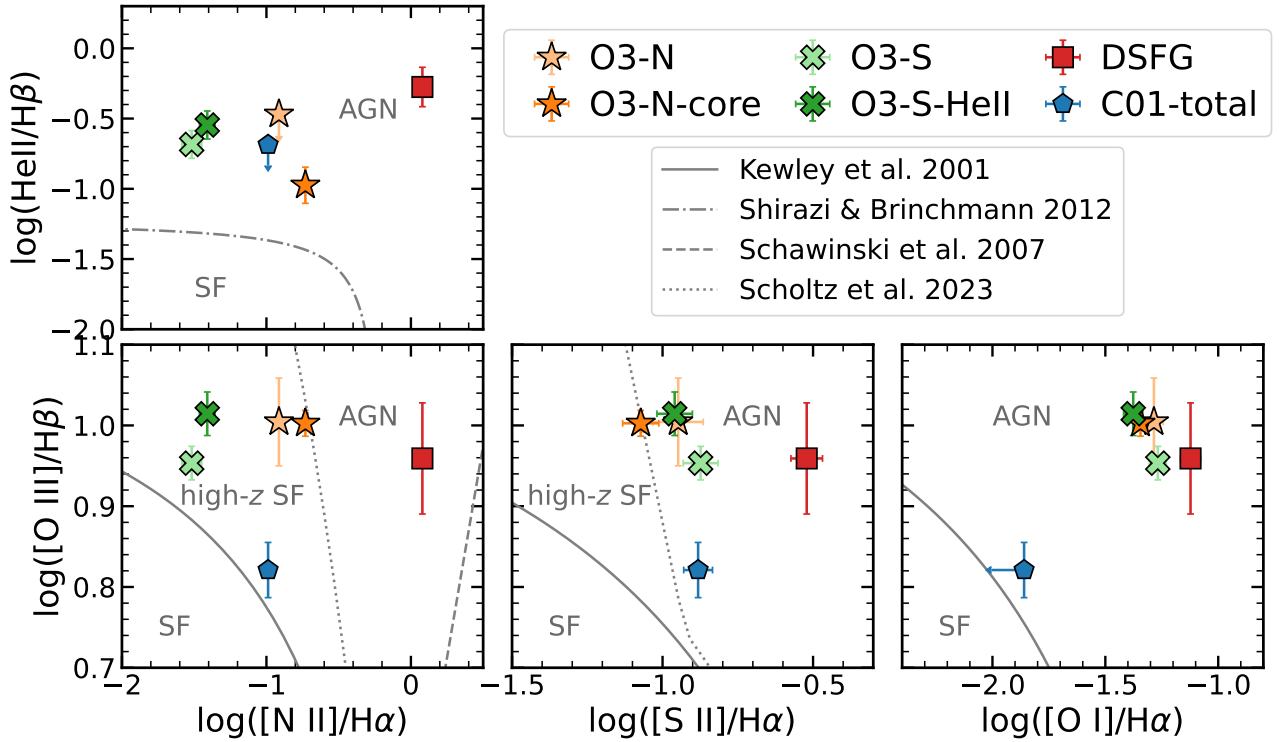 0.0
−0.5
−1.0
−1.5
−2.0
log(HeII/Hβ)
AGN
SF
O3-N
O3-S
DSFG
O3-N-core
O3-S-HeII
C01-total
Kewley et al. 2001
Shirazi & Brinchmann 2012
Schawinski et al. 2007
Scholtz et al. 2023
1.1
1.0
0.9
0.8
0.7
log([O III]/Hβ)
AGN
high-z SF
SF
−2
−1
0
log([N II]/Hα)
AGN
high-z SF
SF
−1.5
−1.0
−0.5
log([S II]/Hα)
AGN
SF
−2.0
−1.5
−1.0
log([O I]/Hα)